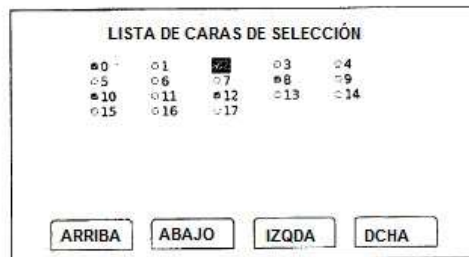 LISTA DE CARAS DE SELECCIÓN
0 1 2 3 4
5 6 7 8 9
10 11 12 13 14
15 16 17
ARRIBA ABAJO IZQDA DCHA